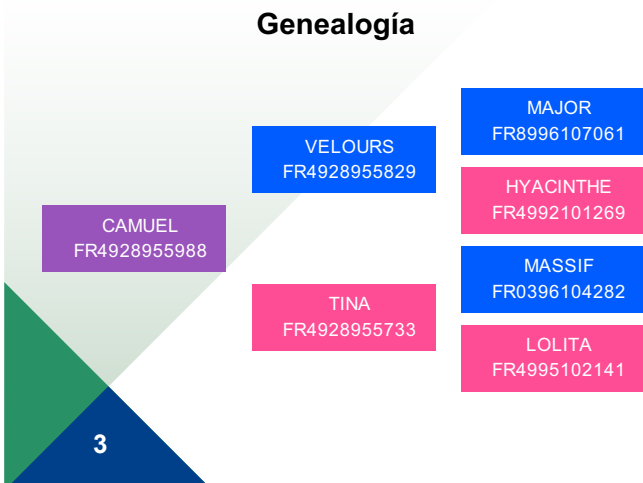 Genealogía
CAMUEL
FR4928955988
VELOURS
FR4928955829
TINA
FR4928955733
MAJOR
FR8996107061
HYACINTHE
FR4992101269
MASSIF
FR0396104282
LOLITA
FR4995102141
3